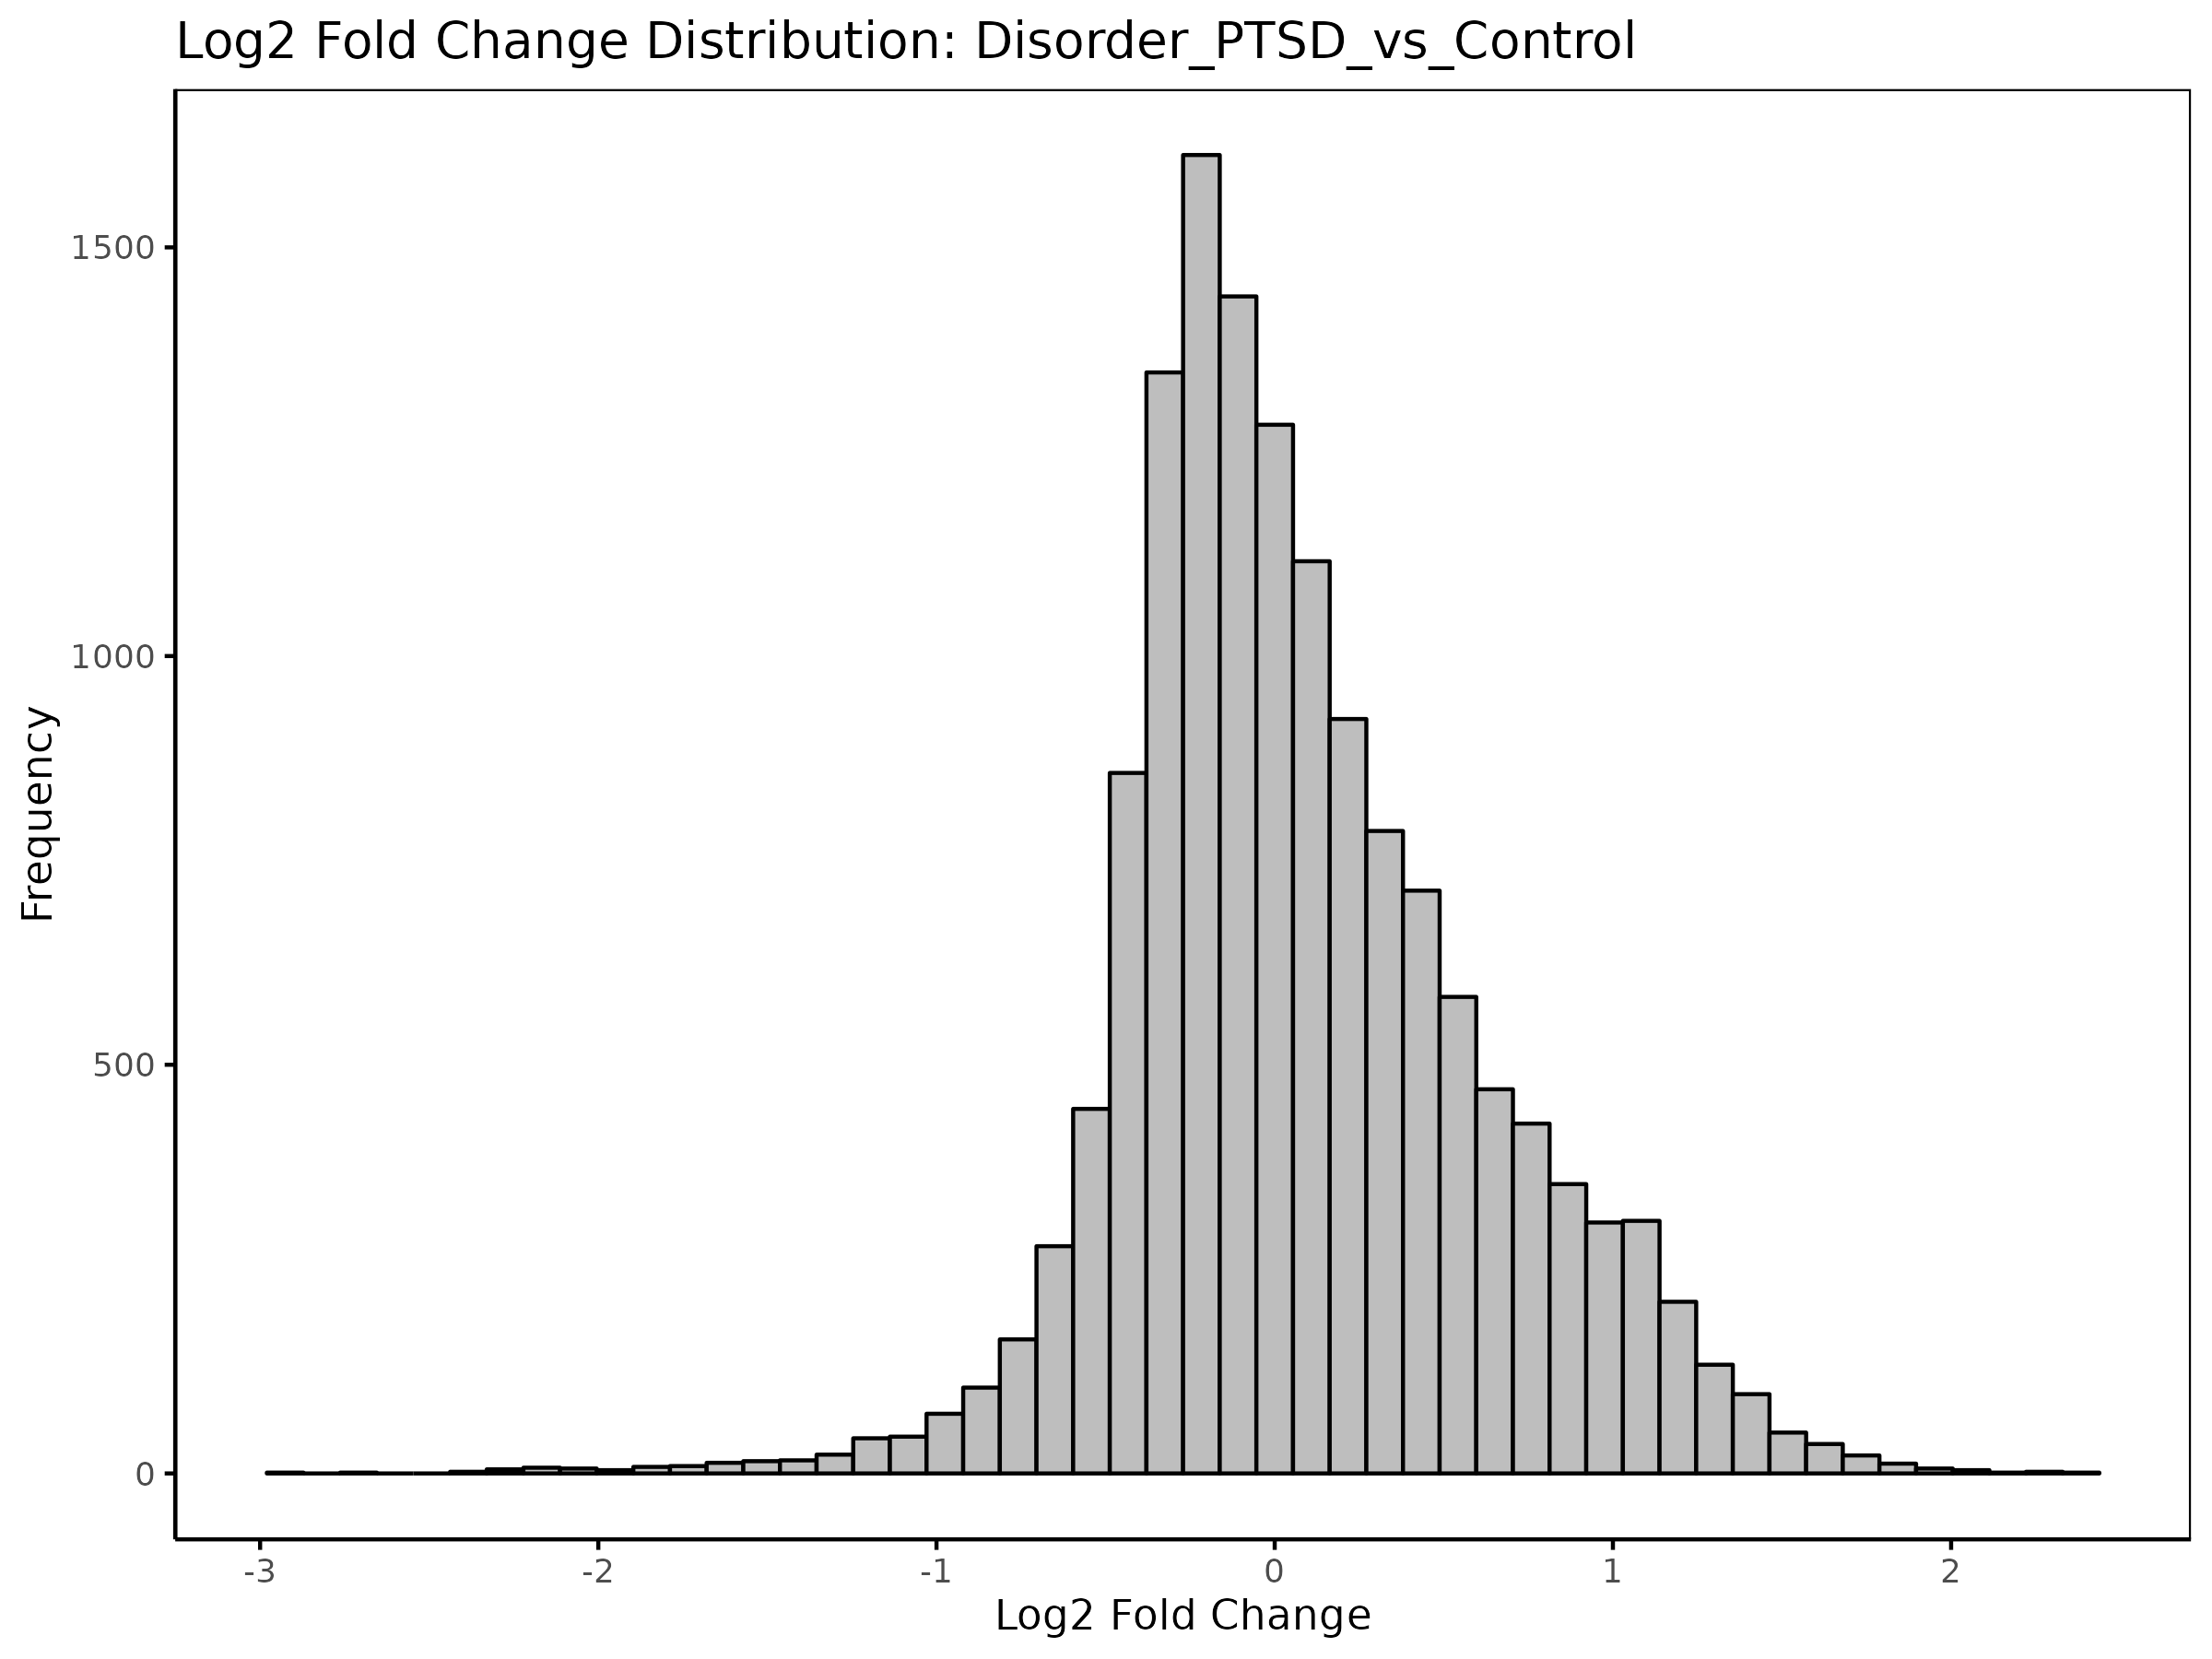 Log2 Fold Change Distribution: Disorder_PTSD_vs_Control
Frequency
1500
1000
500
0
-3 -2 -1 0 1 2
Log2 Fold Change